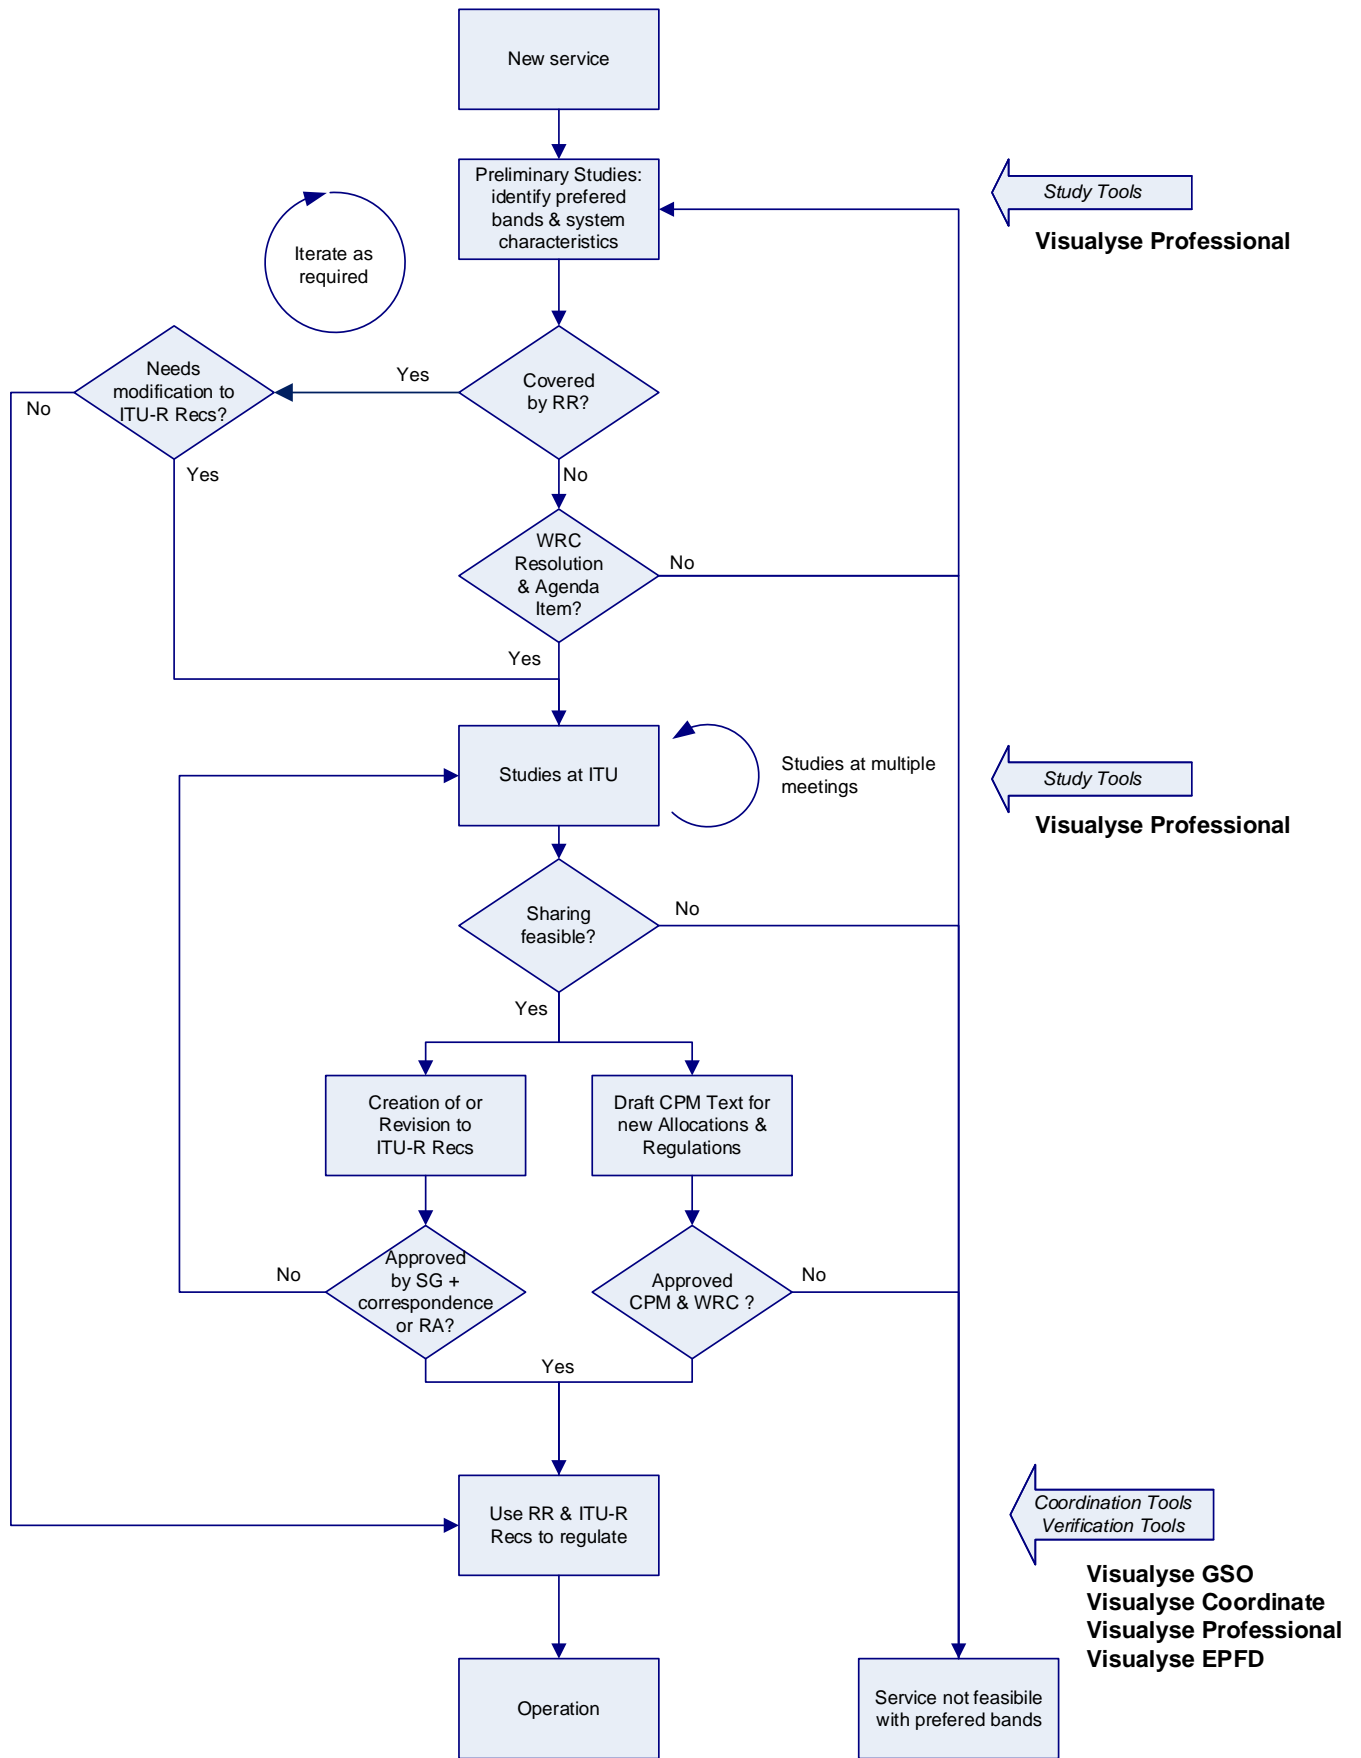 New service
Preliminary Studies:
identify prefered
bands & system
characteristics
Study Tools
Visualyse Professional
Iterate as
required
Needs
modification to
ITU-R Recs?
Yes
Covered
by RR?
No
Yes
No
WRC
Resolution
& Agenda
Item?
No
Yes
Studies at ITU
Studies at multiple
meetings
Study Tools
Visualyse Professional
Sharing
feasible?
No
Yes
Creation of or
Revision to
ITU-R Recs
Draft CPM Text for
new Allocations &
Regulations
No
Approved
by SG +
correspondence
or RA?
Approved
CPM & WRC ?
No
Yes
Use RR & ITU-R
Recs to regulate
Coordination Tools
Verification Tools
Visualyse GSO
Visualyse Coordinate
Visualyse Professional
Visualyse EPFD
Operation
Service not feasibile
with prefered bands